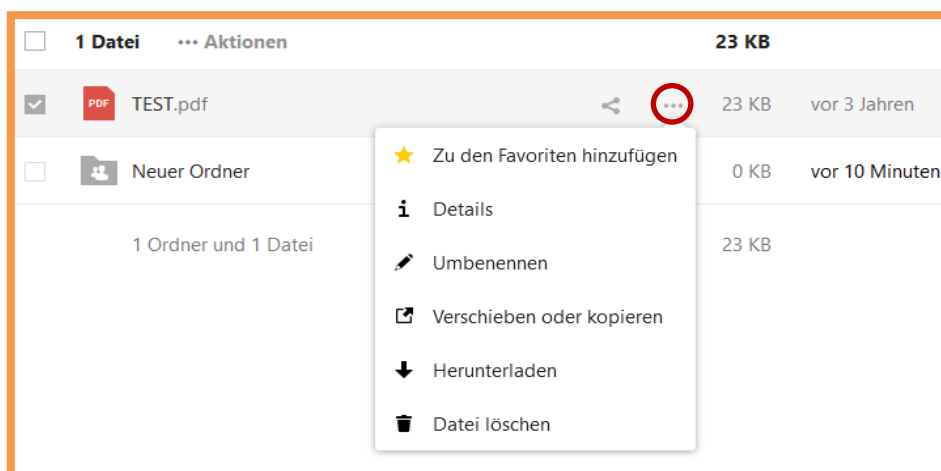 1 Datei ··· Aktionen 23 KB
PDF TEST.pdf ··· 23 KB vor 3 Jahren
Zu den Favoriten hinzufügen
Neuer Ordner 0 KB vor 10 Minuten
Details
1 Ordner und 1 Datei 23 KB
Umbenennen
Verschieben oder kopieren
Herunterladen
Datei löschen